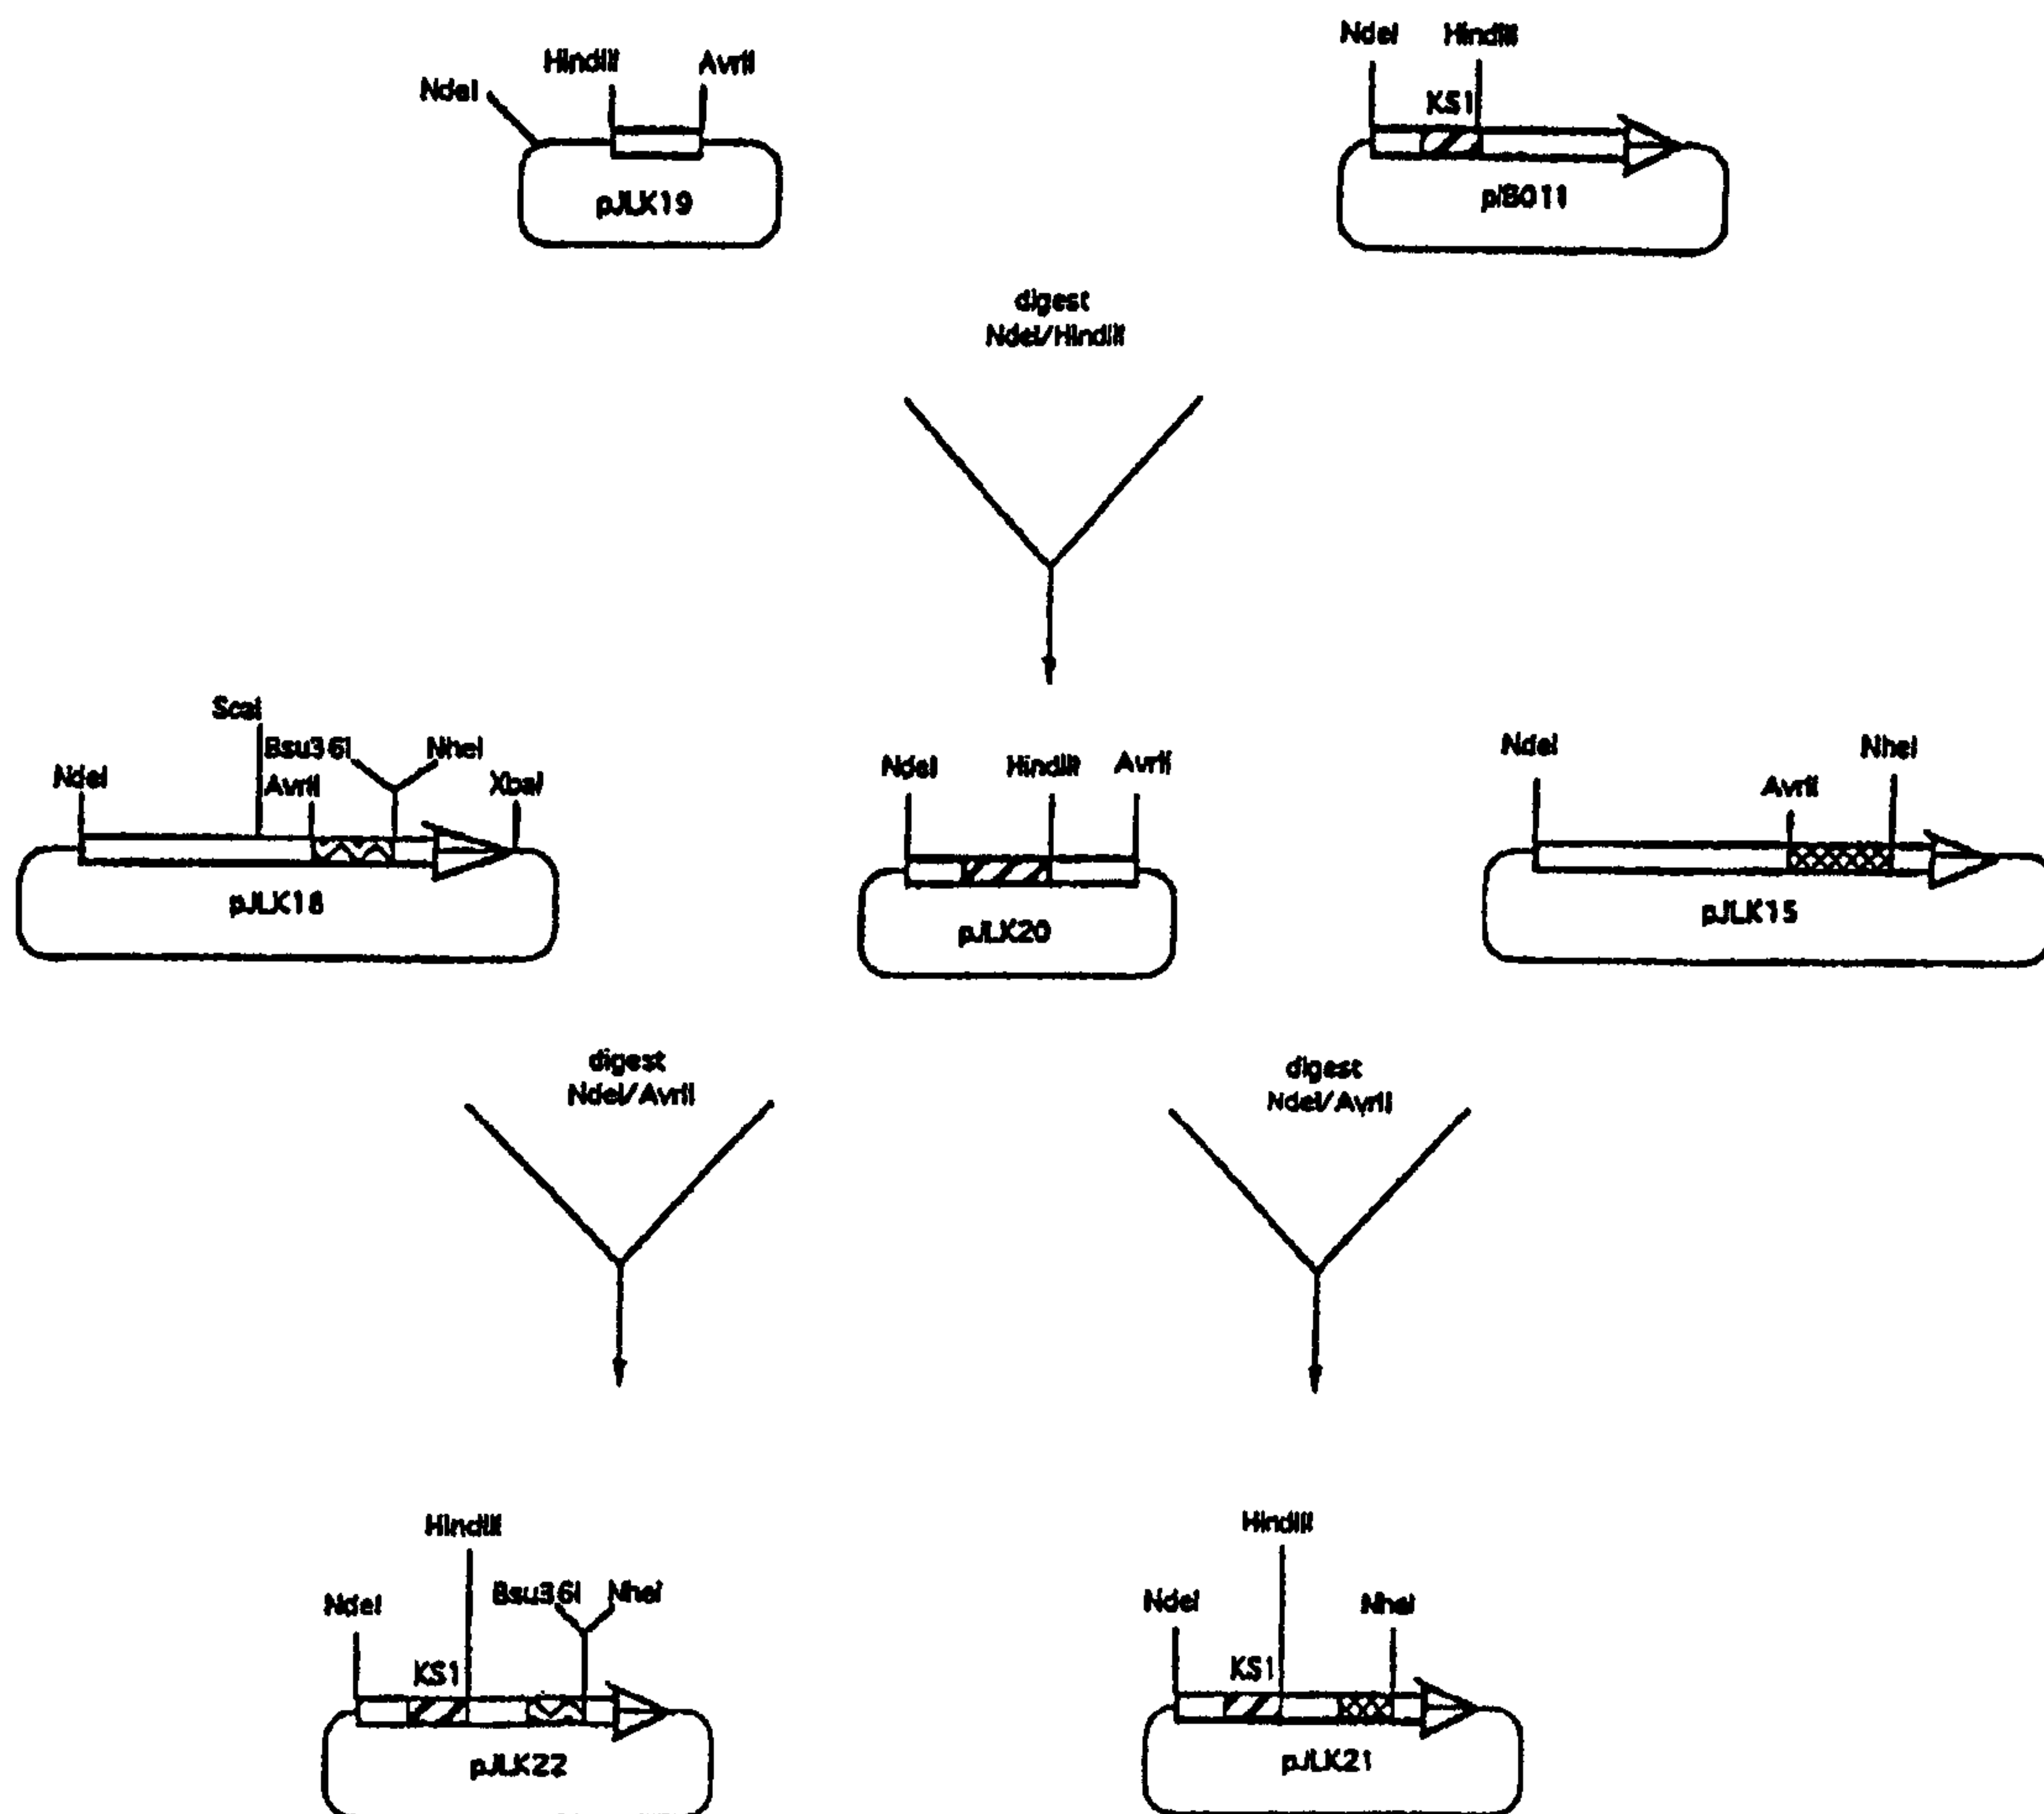 NdeI
HindIII
AvrII
pJLK19
NdeI
HindIII
KS1
pIB011
digest
NdeI/HindIII
NdeI
ScaI
Bsu36I
AvrII
NheI
XbaI
pJLK18
NdeI
HindIII
AvrII
pJLK20
NdeI
AvrII
NheI
pJLK15
digest
NdeI/AvrII
digest
NdeI/AvrII
HindIII
NdeI
Bsu36I
NheI
KS1
pJLK22
HindIII
NdeI
NheI
KS1
pJLK21